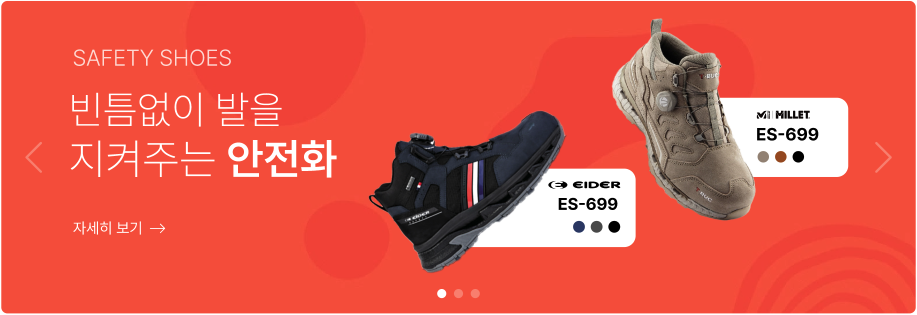 SAFETY SHOES
빈틈없이 발을
지켜주는 안전화
자세히 보기 →
EIDER
EIDER
ES-699
MILLET
ES-699